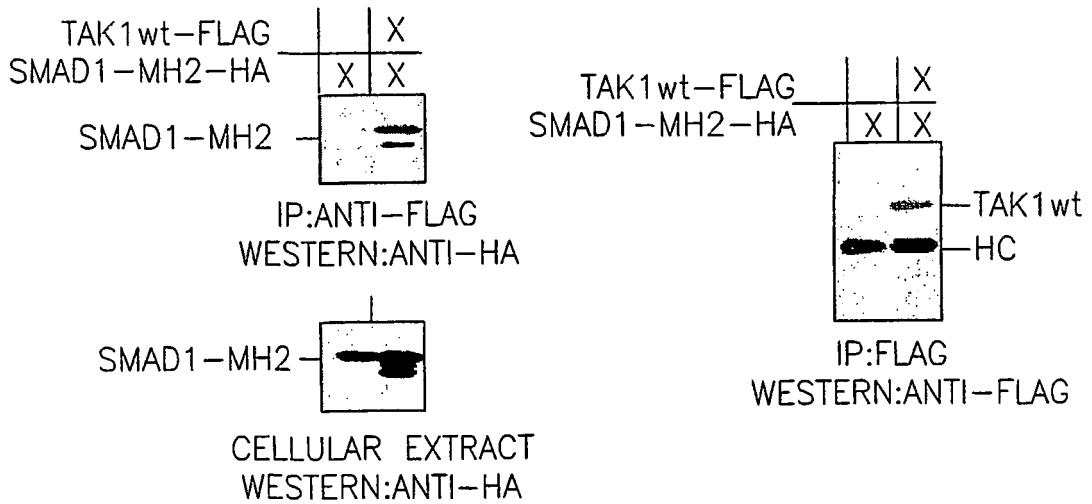 TAK1wt-FLAG X
SMAD1-MH2-HA X X
SMAD1-MH2
IP:ANTI-FLAG
WESTERN:ANTI-HA
SMAD1-MH2
CELLULAR EXTRACT
WESTERN:ANTI-HA
TAK1wt-FLAG X
SMAD1-MH2-HA X X
TAK1wt
HC
IP:FLAG
WESTERN:ANTI-FLAG